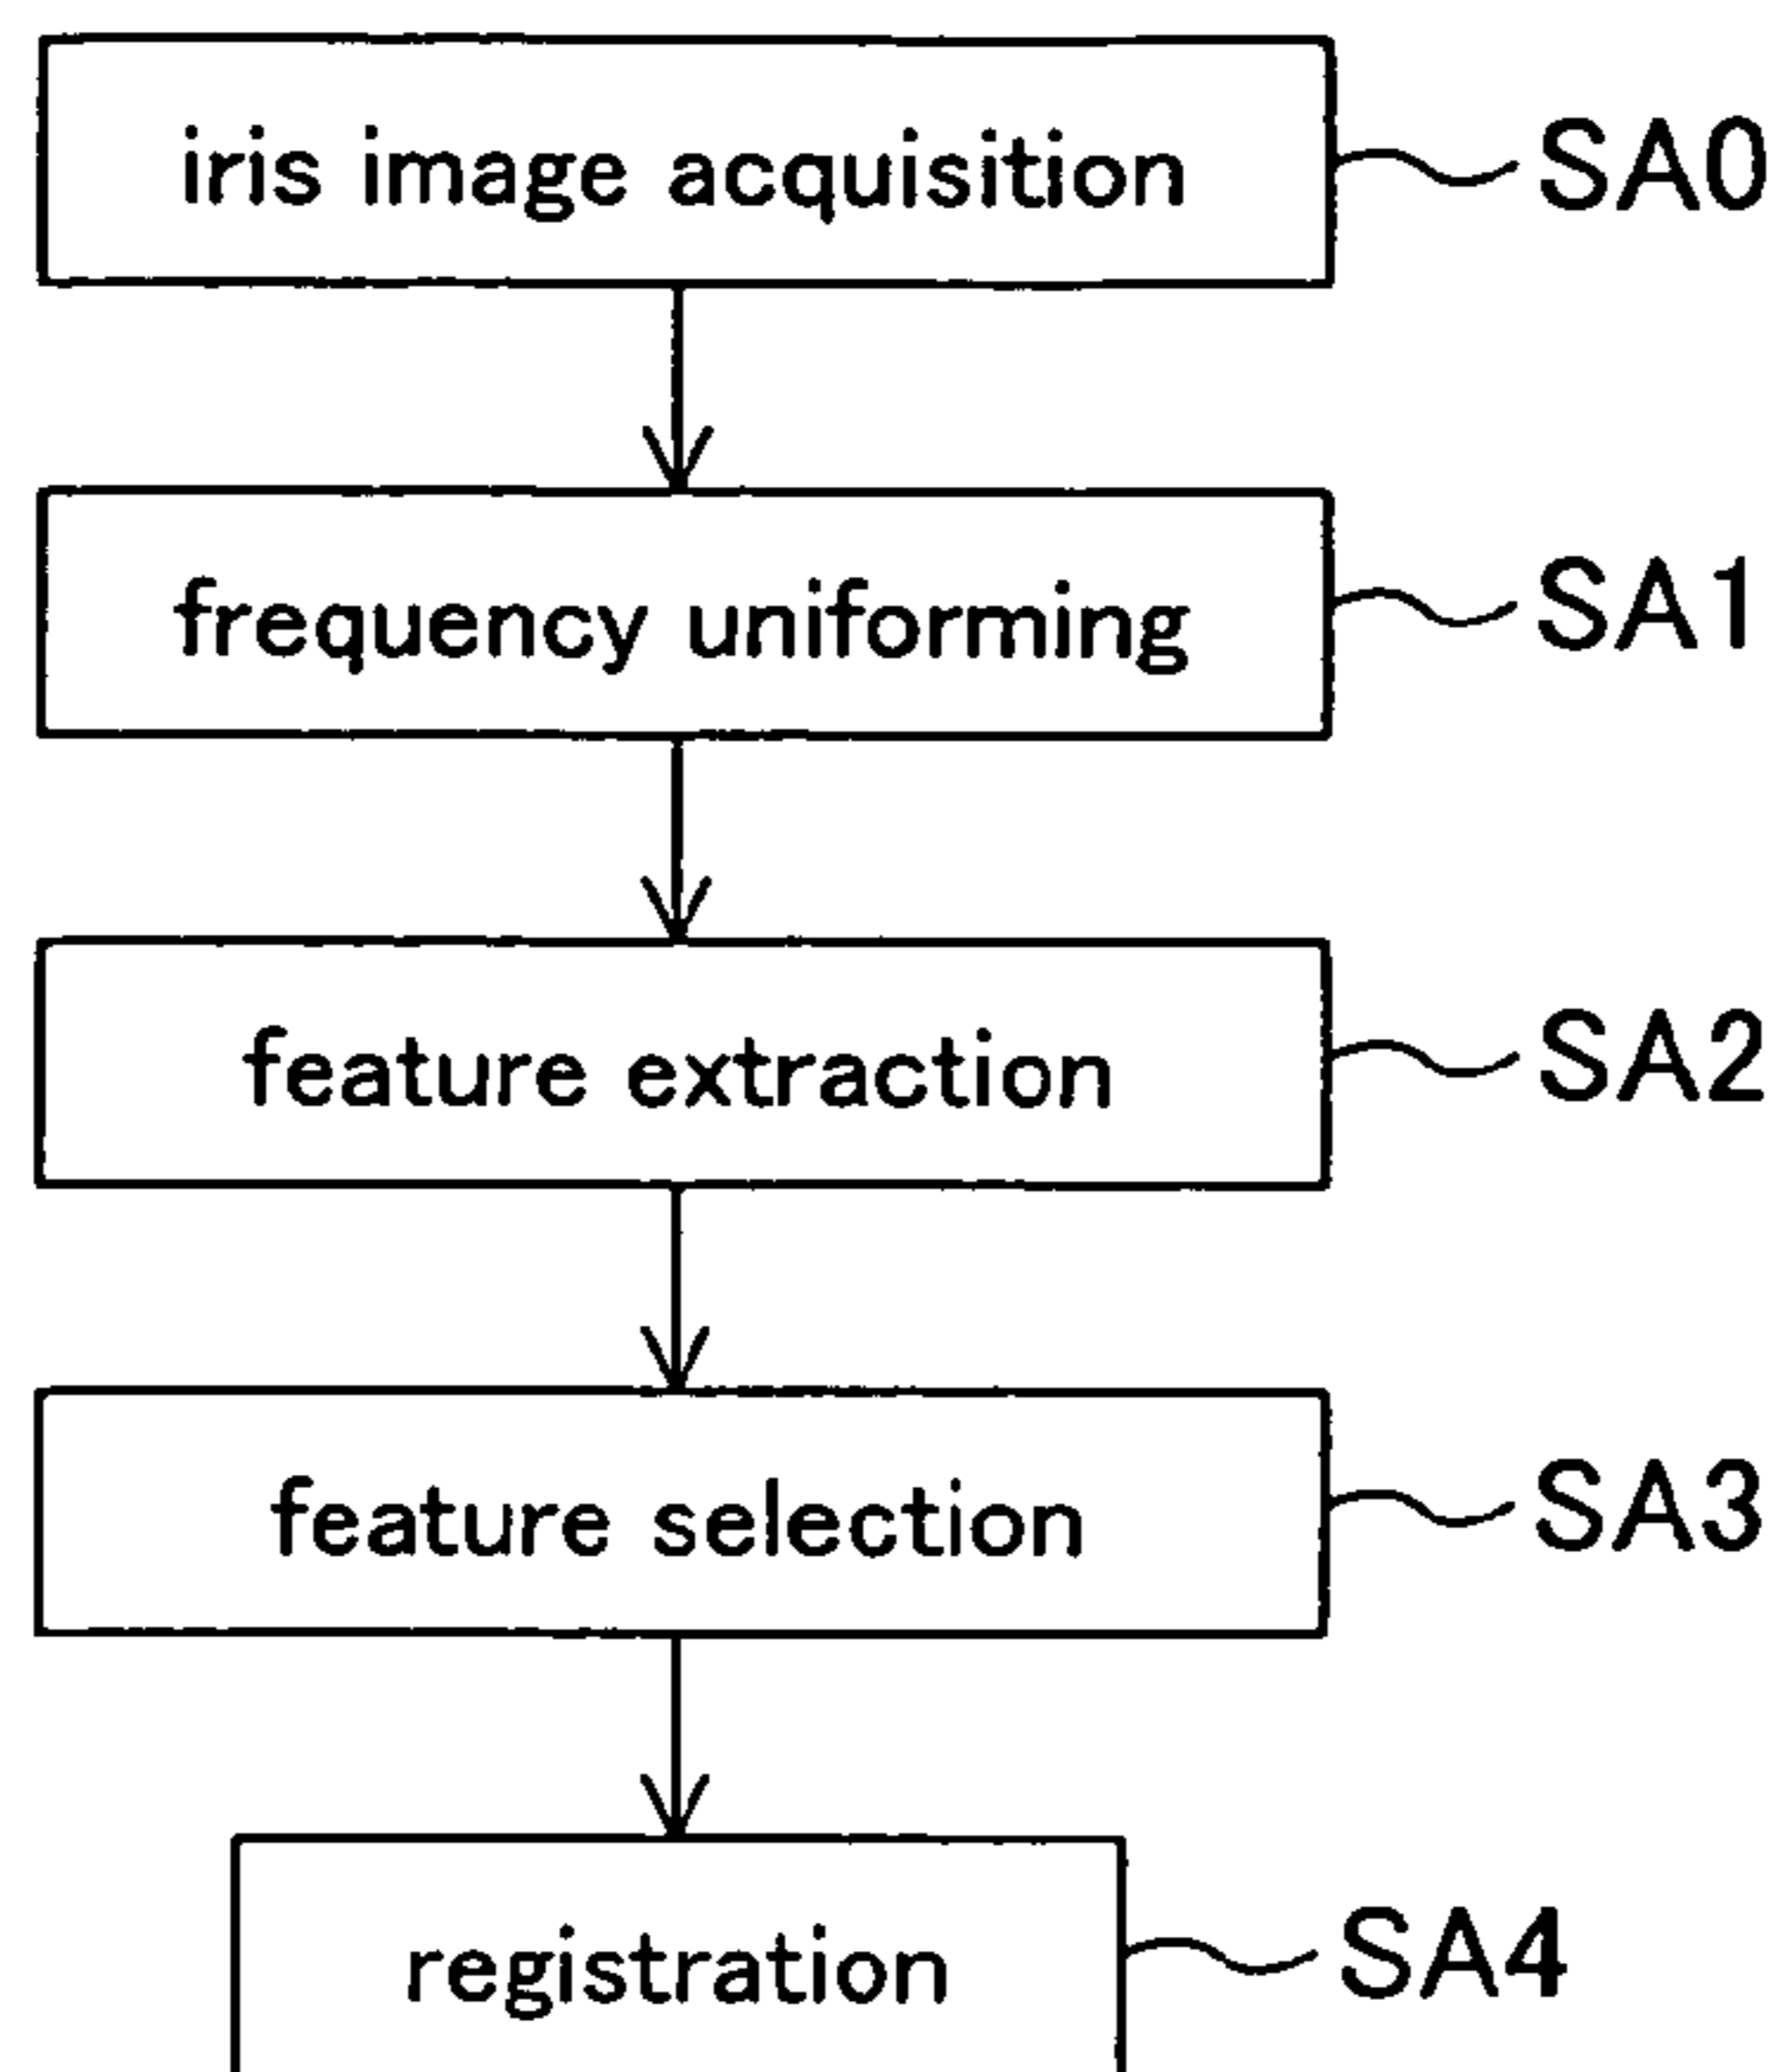 iris image acquisition SA0
frequency uniforming SA1
feature extraction SA2
feature selection SA3
registration SA4